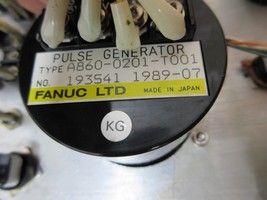 PULSE GENERATOR
TYPE A860-0201-T001
NO 193541 1989-07
FANUC LTD MADE IN JAPAN
KG